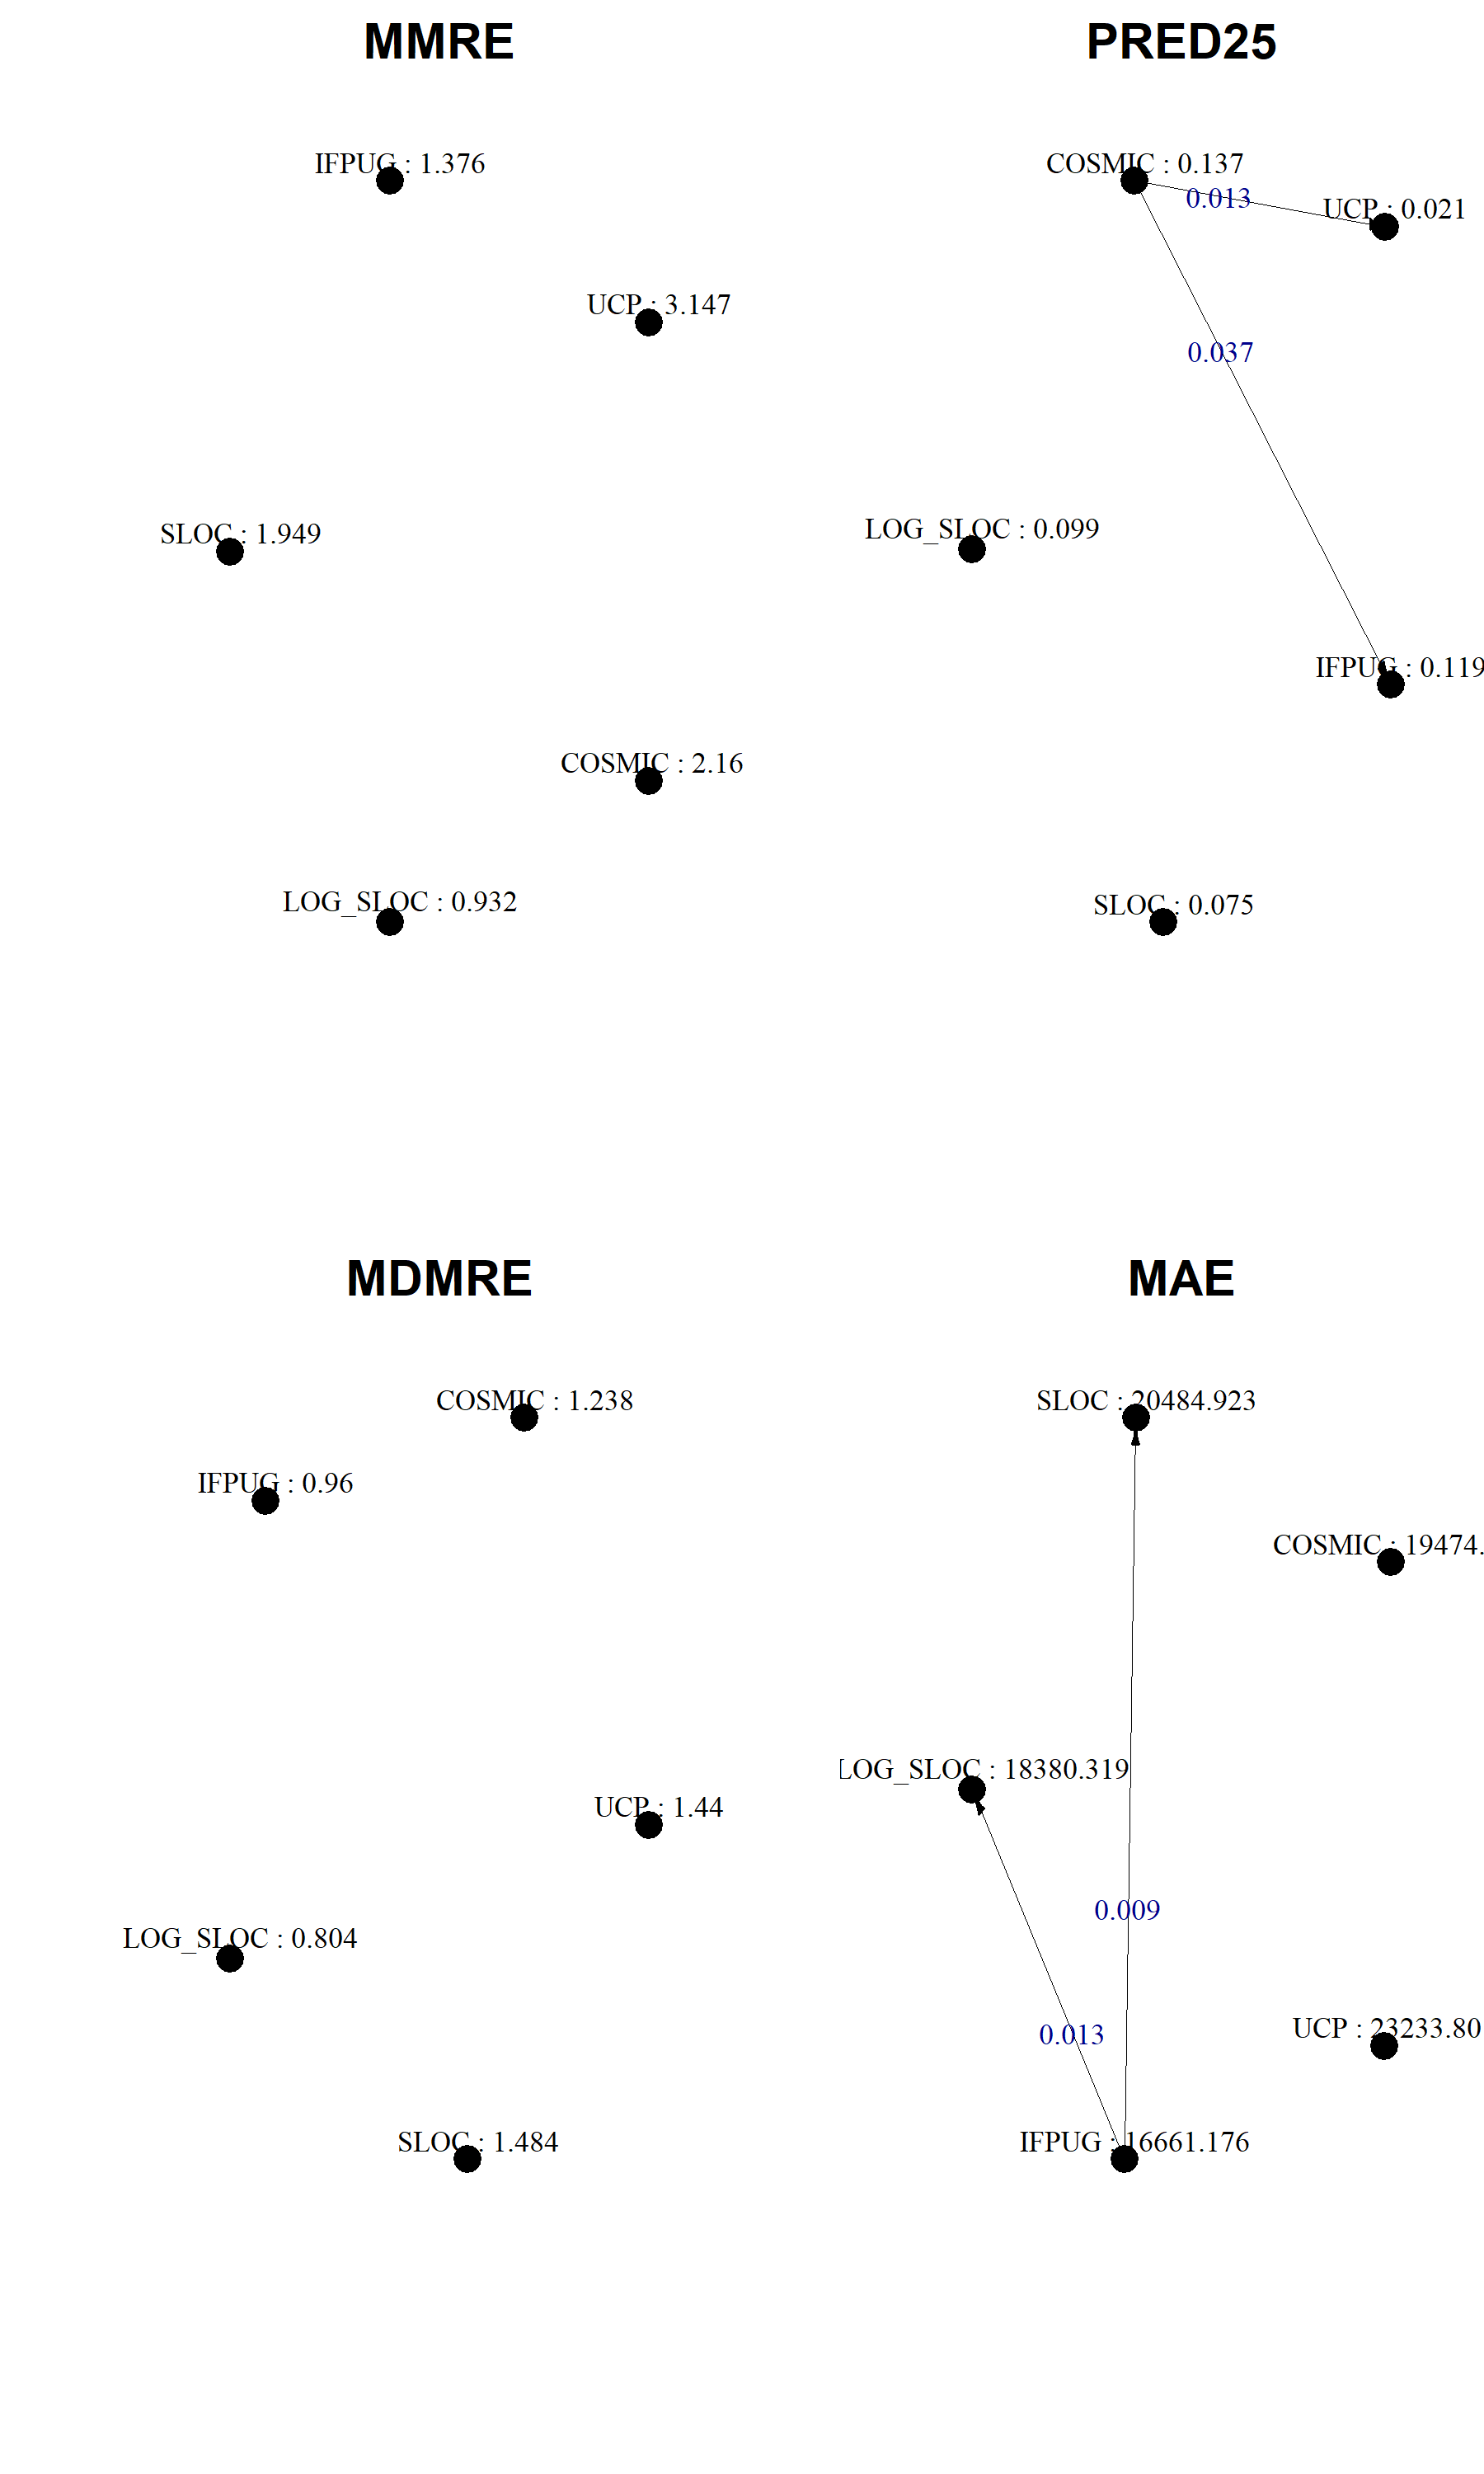 MMRE
IFPUG : 1.376
UCP : 3.147
SLOC : 1.949
COSMIC : 2.16
LOG_SLOC : 0.932
PRED25
COSMIC : 0.137
0.013
UCP : 0.021
0.037
LOG_SLOC : 0.099
IFPUG : 0.119
SLOC : 0.075
MDMRE
COSMIC : 1.238
IFPUG : 0.96
UCP : 1.44
LOG_SLOC : 0.804
SLOC : 1.484
MAE
SLOC : 20484.923
COSMIC : 19474.
LOG_SLOC : 18380.319
0.009
0.013
UCP : 23233.80
IFPUG : 16661.176